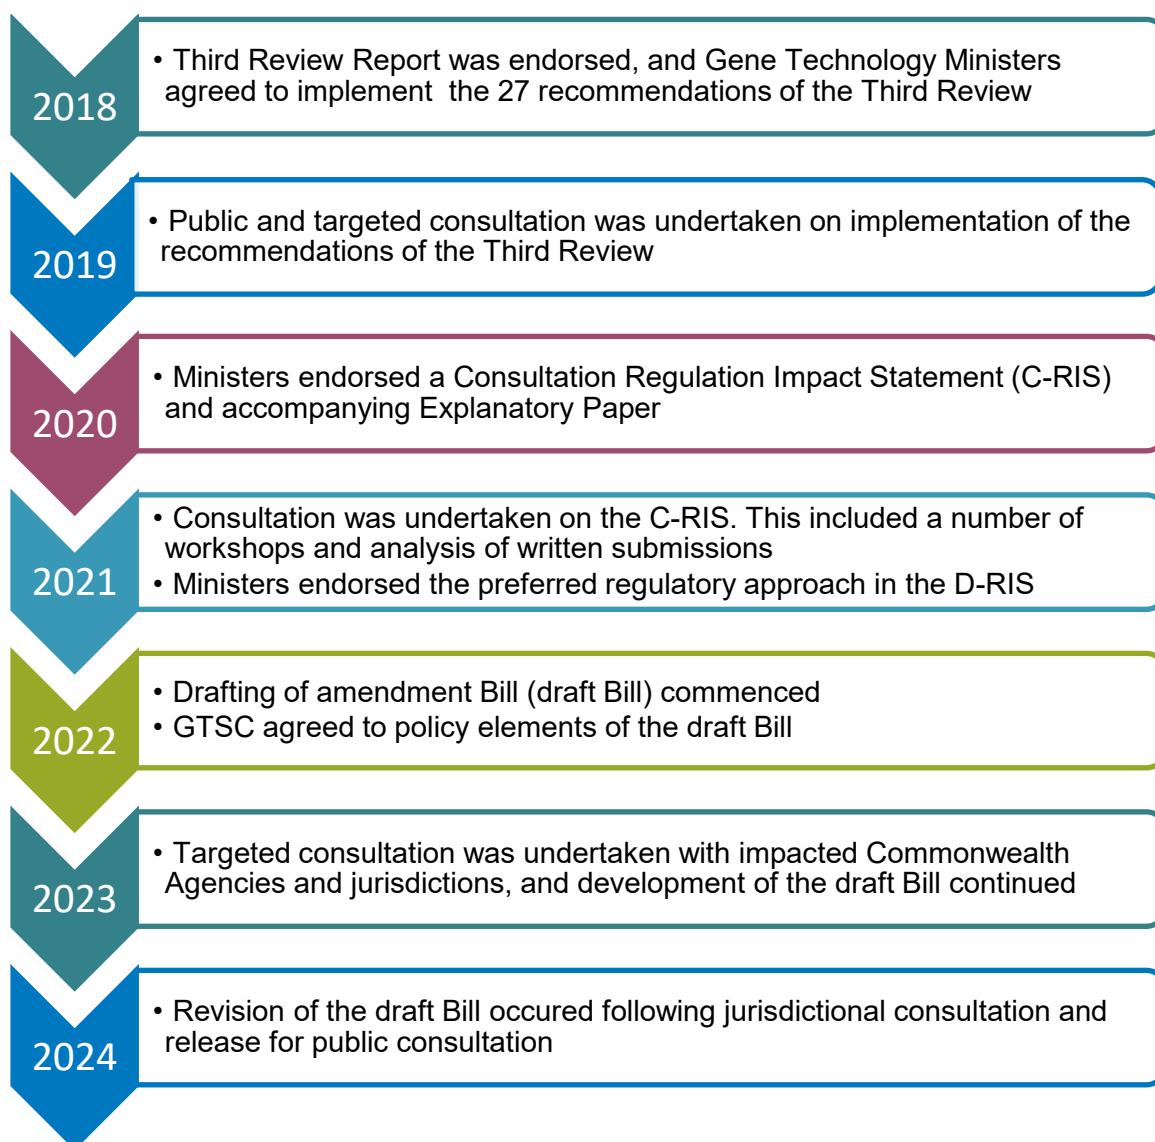 2018
• Third Review Report was endorsed, and Gene Technology Ministers
agreed to implement  the 27 recommendations of the Third Review
2019
• Public and targeted consultation was undertaken on implementation of the
recommendations of the Third Review
2020
• Ministers endorsed a Consultation Regulation Impact Statement (C-RIS)
and accompanying Explanatory Paper
2021
• Consultation was undertaken on the C-RIS. This included a number of
workshops and analysis of written submissions
• Ministers endorsed the preferred regulatory approach in the D-RIS
2022
• Drafting of amendment Bill (draft Bill) commenced
• GTSC agreed to policy elements of the draft Bill
2023
• Targeted consultation was undertaken with impacted Commonwealth
Agencies and jurisdictions, and development of the draft Bill continued
2024
• Revision of the draft Bill occured following jurisdictional consultation and
release for public consultation